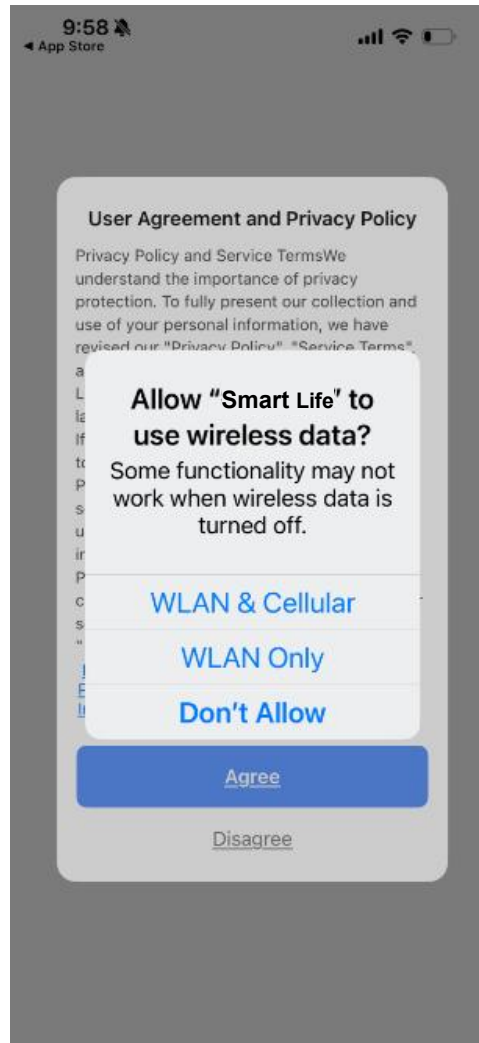 9:58
◀ App Store
User Agreement and Privacy Policy
Privacy Policy and Service TermsWe
understand the importance of privacy
protection. To fully present our collection and
use of your personal information, we have
revised our "Privacy Policy", "Service Terms",
Allow “Smart Life" to
use wireless data?
Some functionality may not
work when wireless data is
turned off.
WLAN & Cellular
WLAN Only
Don't Allow
Agree
Disagree